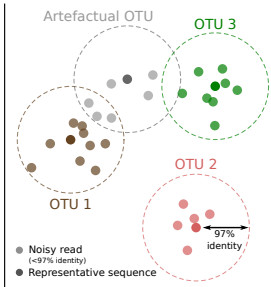 Artefactual OTU
OTU 3
OTU 1
OTU 2
97%
identity
Noisy read
(<97% identity)
Representative sequence